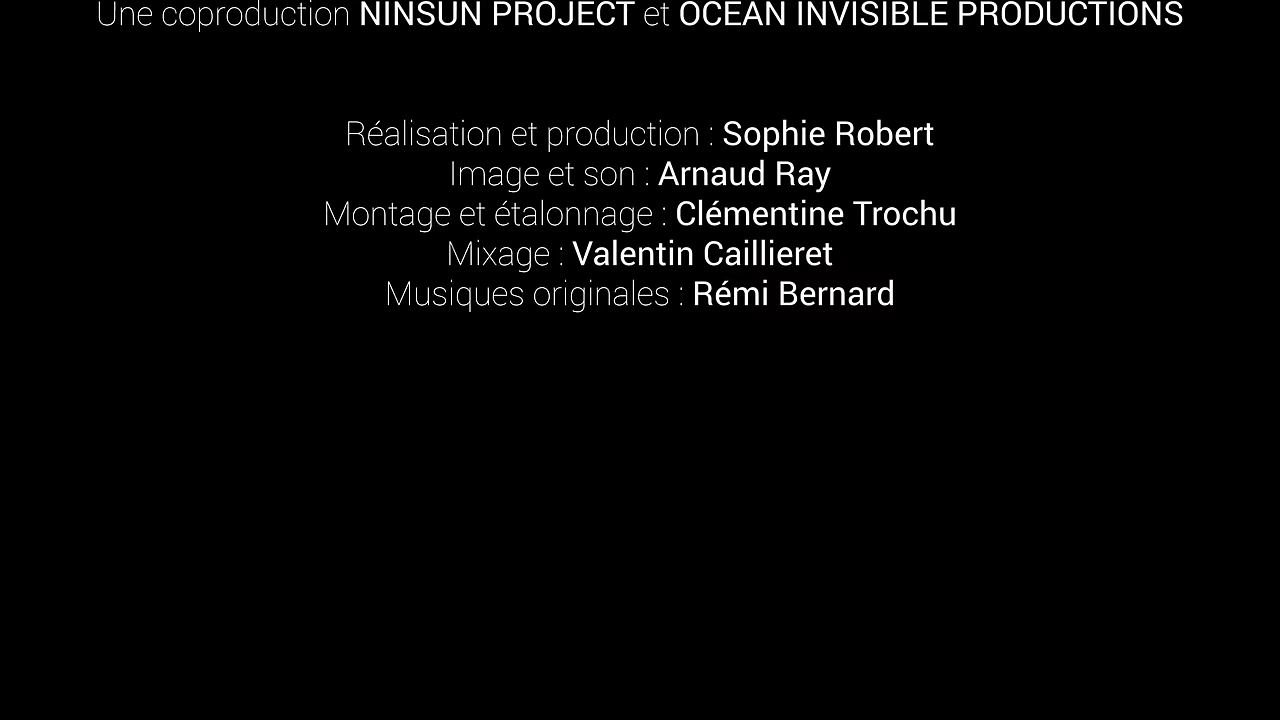 Une coproduction NINSUN PROJECT et OCEAN INVISIBLE PRODUCTIONS
Réalisation et production : Sophie Robert
Image et son : Arnaud Ray
Montage et étalonnage : Clémentine Trochu
Mixage : Valentin Caillieret
Musiques originales : Rémi Bernard